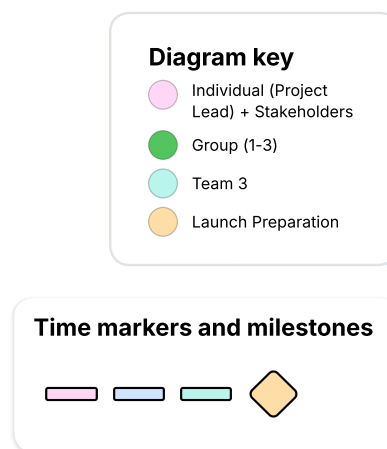 Diagram key
Individual (Project
Lead) + Stakeholders
Group (1-3)
Team 3
Launch Preparation
Time markers and milestones